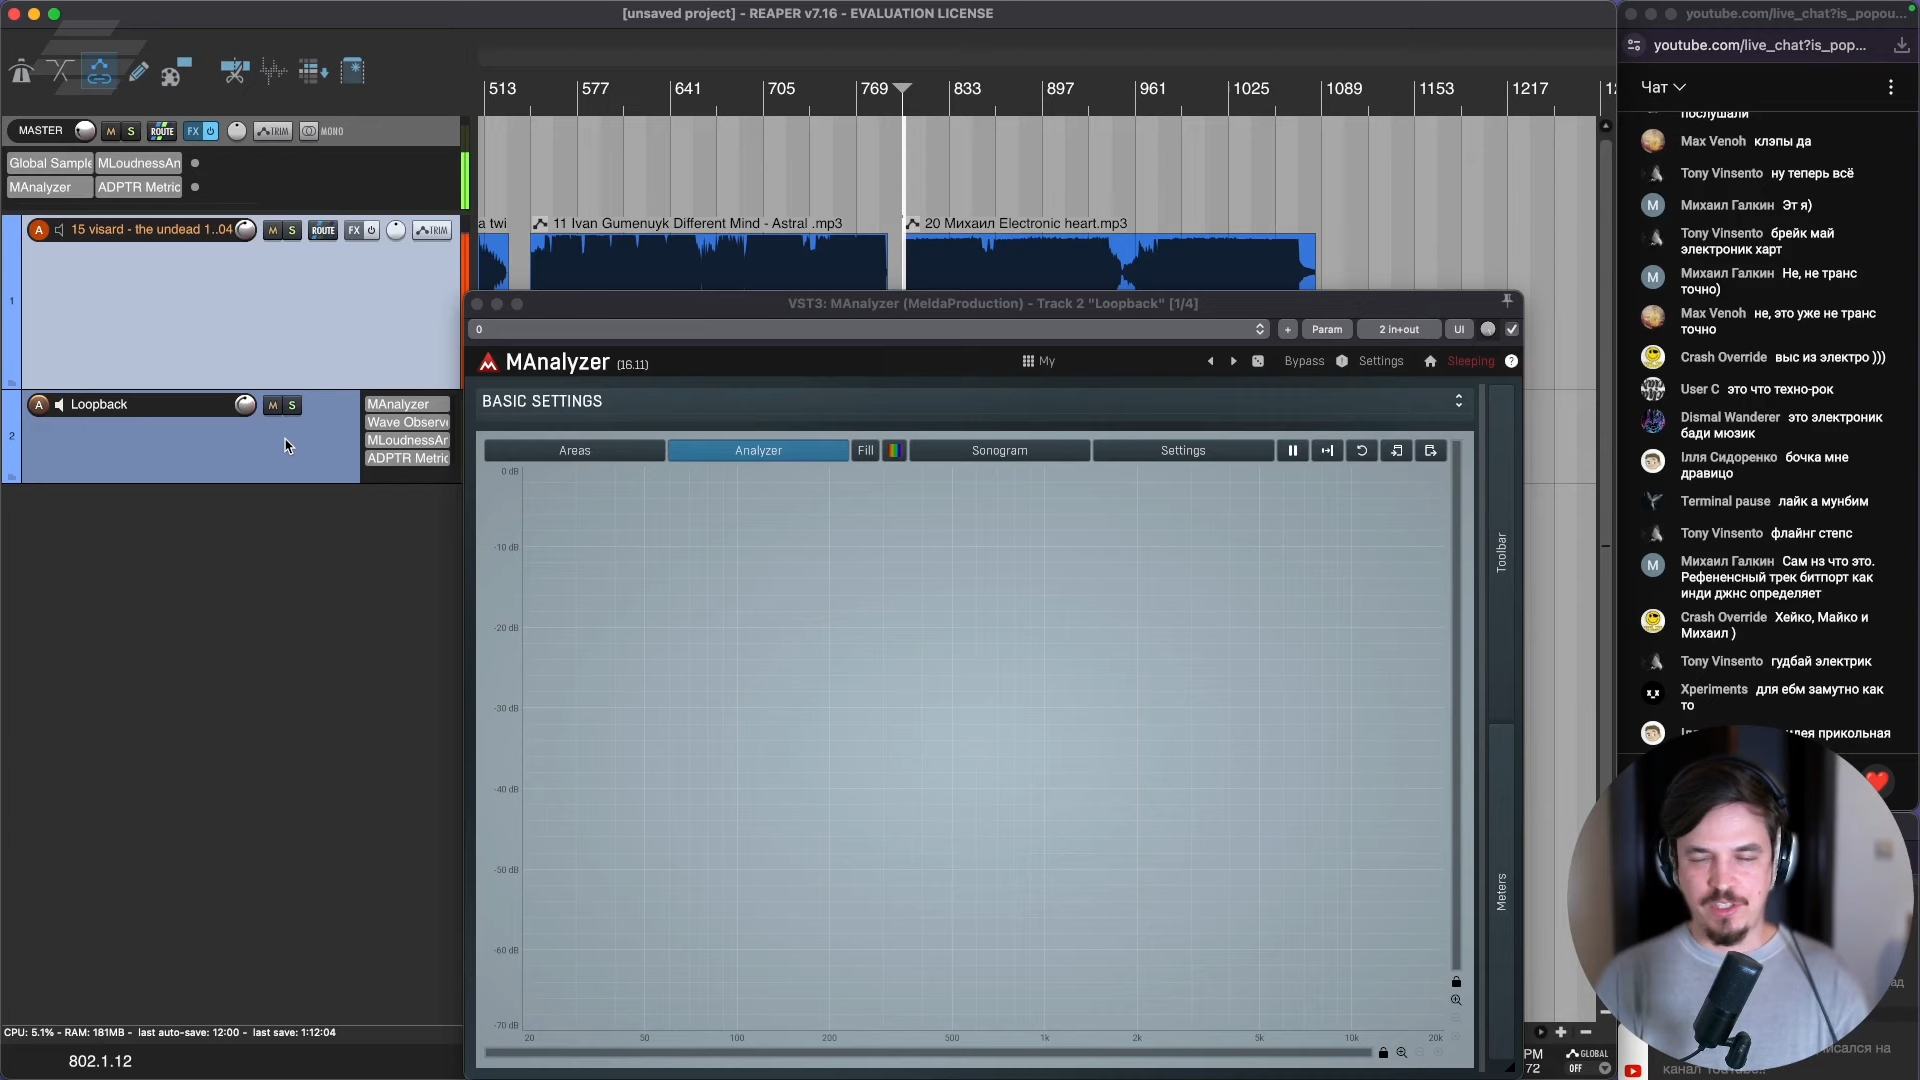 [unsaved project] - REAPER v7.16 - EVALUATION LICENSE
youtube.com/live_chat?is_popou...
youtube.com/live_chat?is_pop...
Чат
513 577 641 705 769 833 897 961 1025 1089 1153 1217
MASTER M S ROUTE FX TRIM MONO
Global Sample MLoudnessAn
MAnalyzer ADPTR Metric
1
A 15 visard - the undead 1..04 M S ROUTE FX TRIM
a twi
11 Ivan Gumenuyk Different Mind - Astral .mp3
20 Михаил Electronic heart.mp3
2
A Loopback M S
MAnalyzer
Wave Observe
MLoudnessAn
ADPTR Metric
VST3: MAnalyzer (MeldaProduction) - Track 2 "Loopback" [1/4]
0 + Param 2 in+out UI
MAnalyzer (16.11) My Bypass Settings Sleeping ?
BASIC SETTINGS
Areas Analyzer Fill Sonogram Settings
0 dB
-10 dB
-20 dB
-30 dB
-40 dB
-50 dB
-60 dB
-70 dB
20 50 100 200 500 1k 2k 5k 10k 20k
Toolbar
Meters
CPU: 5.1% - RAM: 181MB - last auto-save: 12:00 - last save: 1:12:04
802.1.12
PM
72
GLOBAL
OFF
послушали
Max Venoh клэпы да
Tony Vinsento ну теперь всё
М Михаил Галкин Эт я)
Tony Vinsento брейк май
электроник харт
М Михаил Галкин Не, не транс
точно)
Max Venoh не, это уже не транс
точно
Crash Override выс из электро )))
User C это что техно-рок
Dismal Wanderer это электроник
бади мюзик
Ілля Сидоренко бочка мне
дравицо
Terminal pause лайк а мунбим
Tony Vinsento флайнг степс
М Михаил Галкин Сам нз что это.
Рефененсный трек битпорт как
инди джнс определяет
Crash Override Хейко, Майко и
Михаил )
Tony Vinsento гудбай электрик
Xperiments для ебм замутно как
то
прикольная
канал